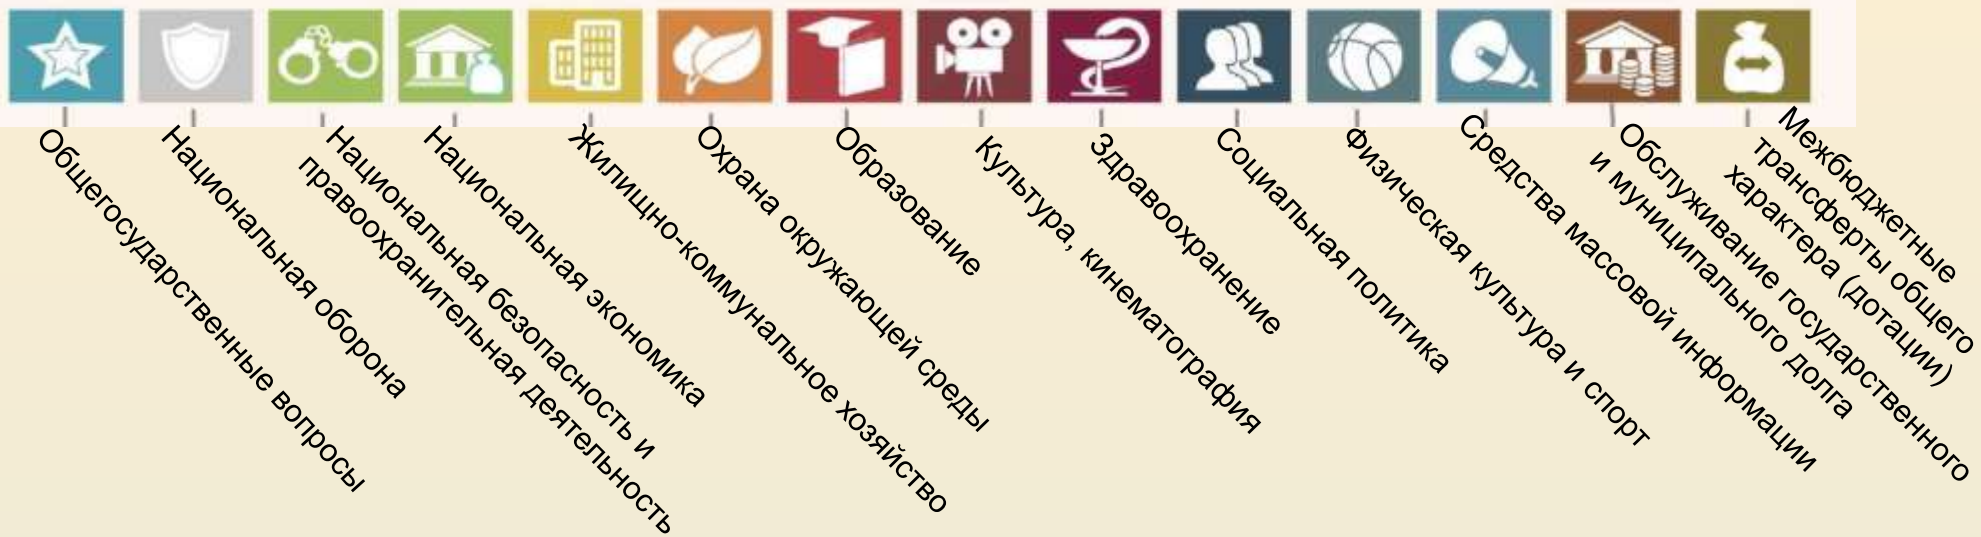 Общегосударственные вопросы
Национальная оборона
Национальная безопасность и
правоохранительная деятельность
Национальная экономика
Жилищно-коммунальное хозяйство
Охрана окружающей среды
Образование
Культура, кинематография
Здравоохранение
Социальная политика
Физическая культура и спорт
Средства массовой информации
Обслуживание государственного
и муниципального долга
Межбюджетные
трансферты общего
характера (дотации)